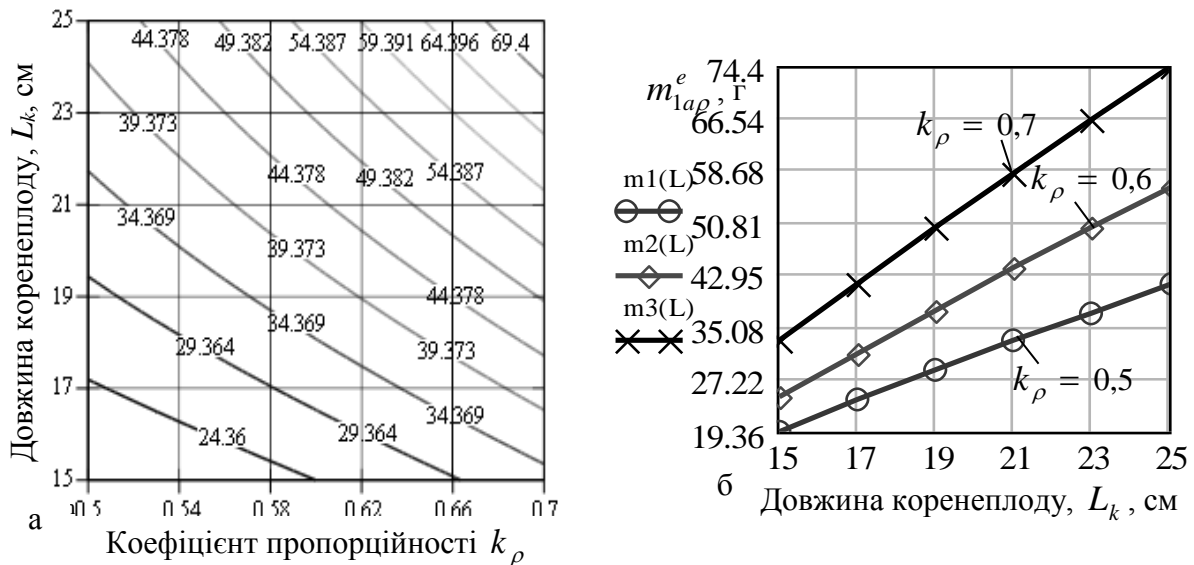 Довжина коренеплоду, Lk, см
25
23
21
19
17
15
44.378 49.382 54.387 59.391 64.396 69.4
39.373
44.378 49.382 54.387
34.369
39.373
44.378
29.364
34.369
39.373
34.369
24.36
29.364
0.5 0.54 0.58 0.62 0.66 0.7
а
Коефіцієнт пропорційності kρ
m1aρ^e, г
74.4
66.54
58.68
50.81
42.95
35.08
27.22
19.36
m1(L)
m2(L)
m3(L)
kρ = 0,7
kρ = 0,6
kρ = 0,5
15 17 19 21 23 25
б
Довжина коренеплоду, Lk , см